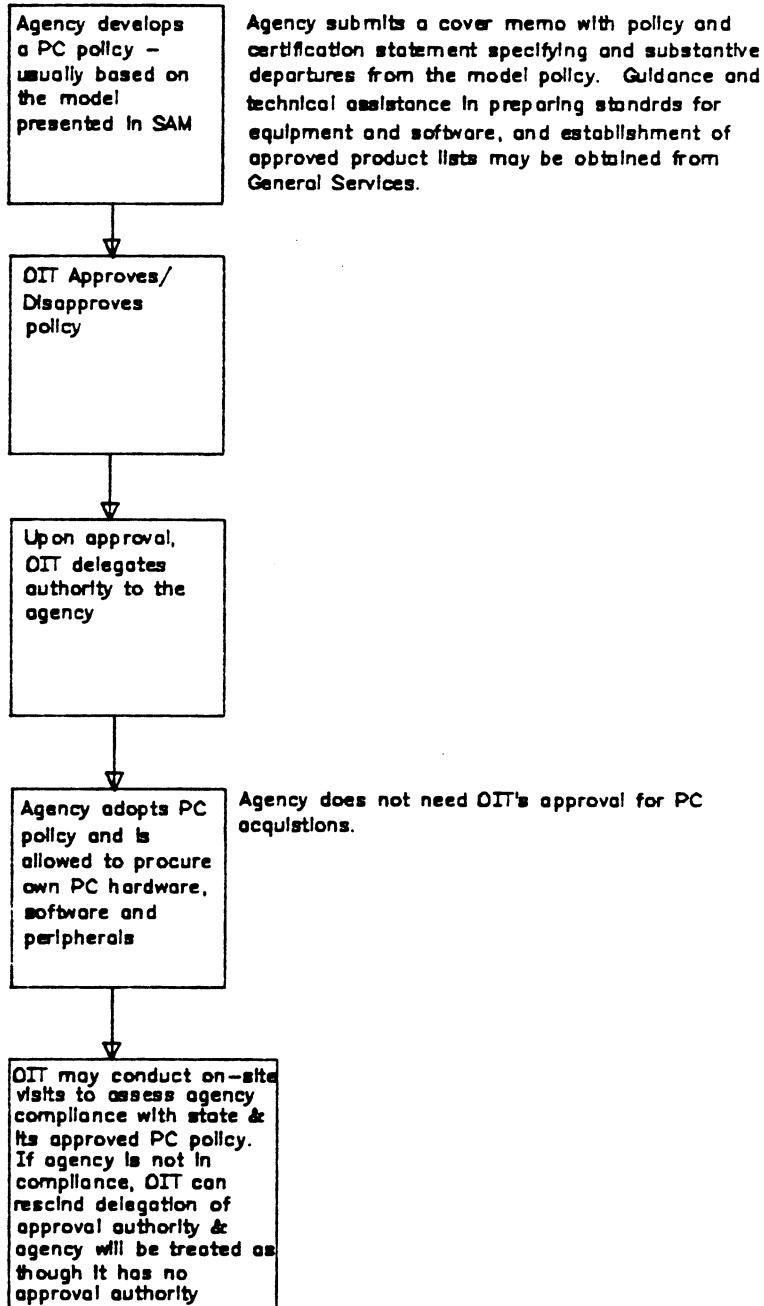 Agency develops
a PC policy –
usually based on
the model
presented in SAM
Agency submits a cover memo with policy and
certification statement specifying and substantive
departures from the model policy. Guidance and
technical assistance in preparing standrds for
equipment and software, and establishment of
approved product lists may be obtained from
General Services.
OIT Approves/
Disapproves
policy
Upon approval,
OIT delegates
authority to the
agency
Agency adopts PC
policy and is
allowed to procure
own PC hardware,
software and
peripherals
Agency does not need OIT's approval for PC
acquistions.
OIT may conduct on-site
visits to assess agency
compliance with state &
its approved PC policy.
If agency is not in
compliance, OIT can
rescind delegation of
approval authority &
agency will be treated as
though it has no
approval authority